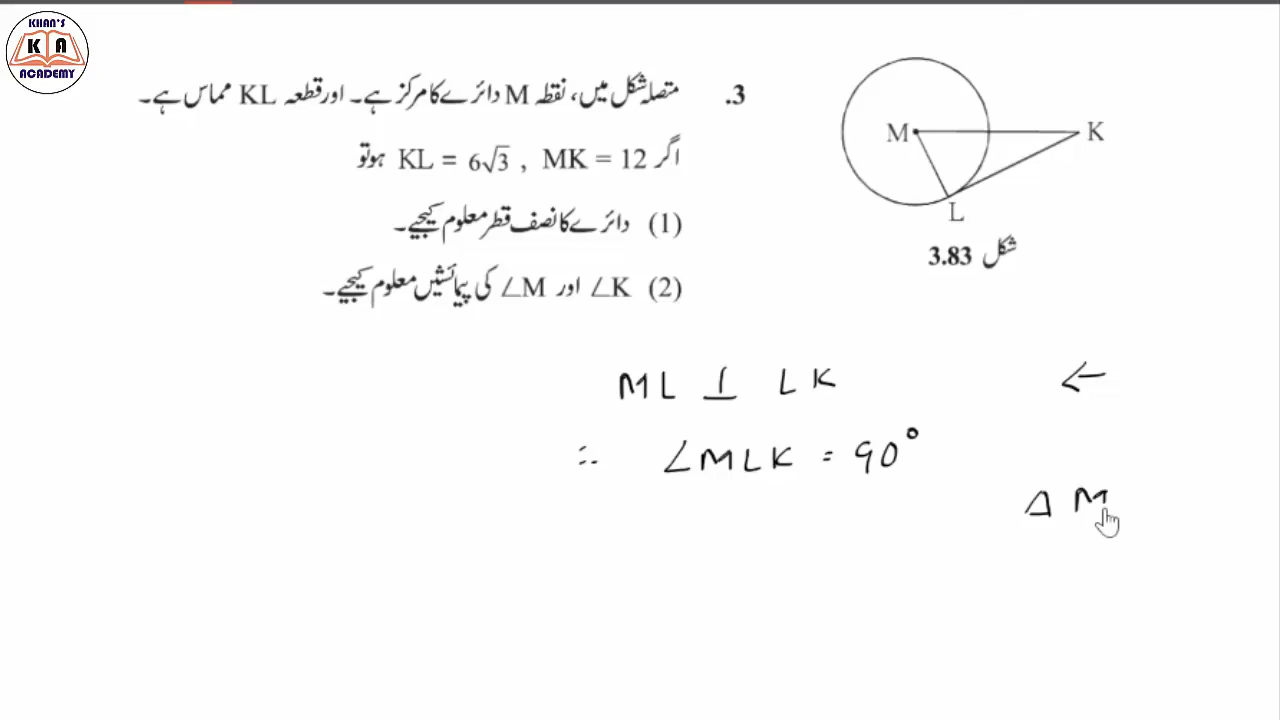 KHAN'S
K A
ACADEMY
3. متصلہ شکل میں، نقطہ M دائرے کا مرکز ہے۔ اور قطعہ KL مماس ہے۔
اگر MK = 12 , KL = 6√3 ہو تو
(1) دائرے کا نصف قطر معلوم کیجیے۔
(2) ∠K اور ∠M کی پیمائشیں معلوم کیجیے۔
M
K
L
شکل 3.83
ML ⊥ LK ←
∴ ∠MLK = 90°
Δ M